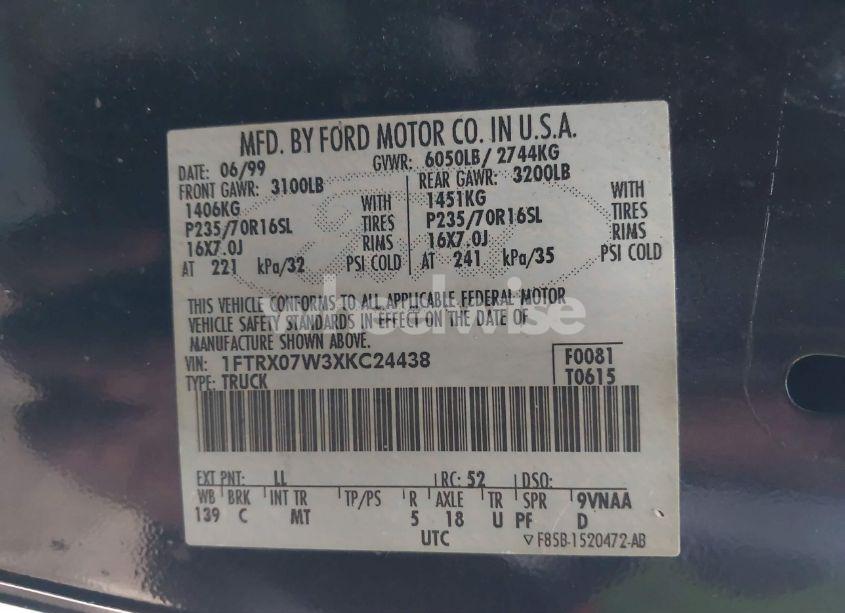 MFD. BY FORD MOTOR CO. IN U.S.A.
DATE: 06/99 GVWR: 6050LB/ 2744KG
FRONT GAWR: 3100LB REAR GAWR: 3200LB
1406KG WITH 1451KG WITH
P235/70R16SL TIRES P235/70R16SL TIRES
16X7.0J RIMS 16X7.0J RIMS
AT 221 kPa/32 PSI COLD AT 241 kPa/35 PSI COLD
THIS VEHICLE CONFORMS TO ALL APPLICABLE FEDERAL MOTOR
VEHICLE SAFETY STANDARDS IN EFFECT ON THE DATE OF
MANUFACTURE SHOWN ABOVE.
VIN: 1FTRX07W3XKC24438 F0081
TYPE: TRUCK T0615
EXT PNT: LL RC: 52 DSO:
WB BRK INT TR TP/PS R AXLE TR SPR 9VNAA
139 C MT 5 18 U PF D
UTC ▽F85B-1520472-AB